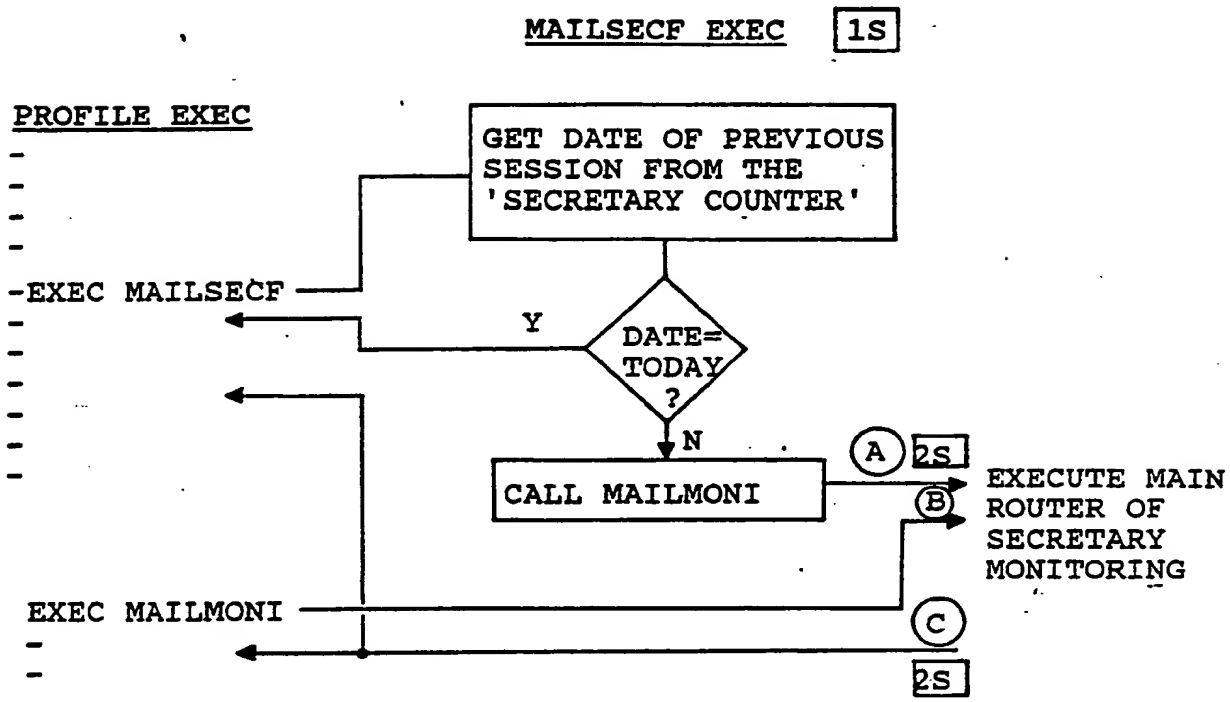 MAILSECF EXEC 1S
PROFILE EXEC
GET DATE OF PREVIOUS
SESSION FROM THE
'SECRETARY COUNTER'
-EXEC MAILSECF
Y
DATE=
TODAY
?
N
A 2S
CALL MAILMONI
B
EXECUTE MAIN
ROUTER OF
SECRETARY
MONITORING
EXEC MAILMONI
C
2S